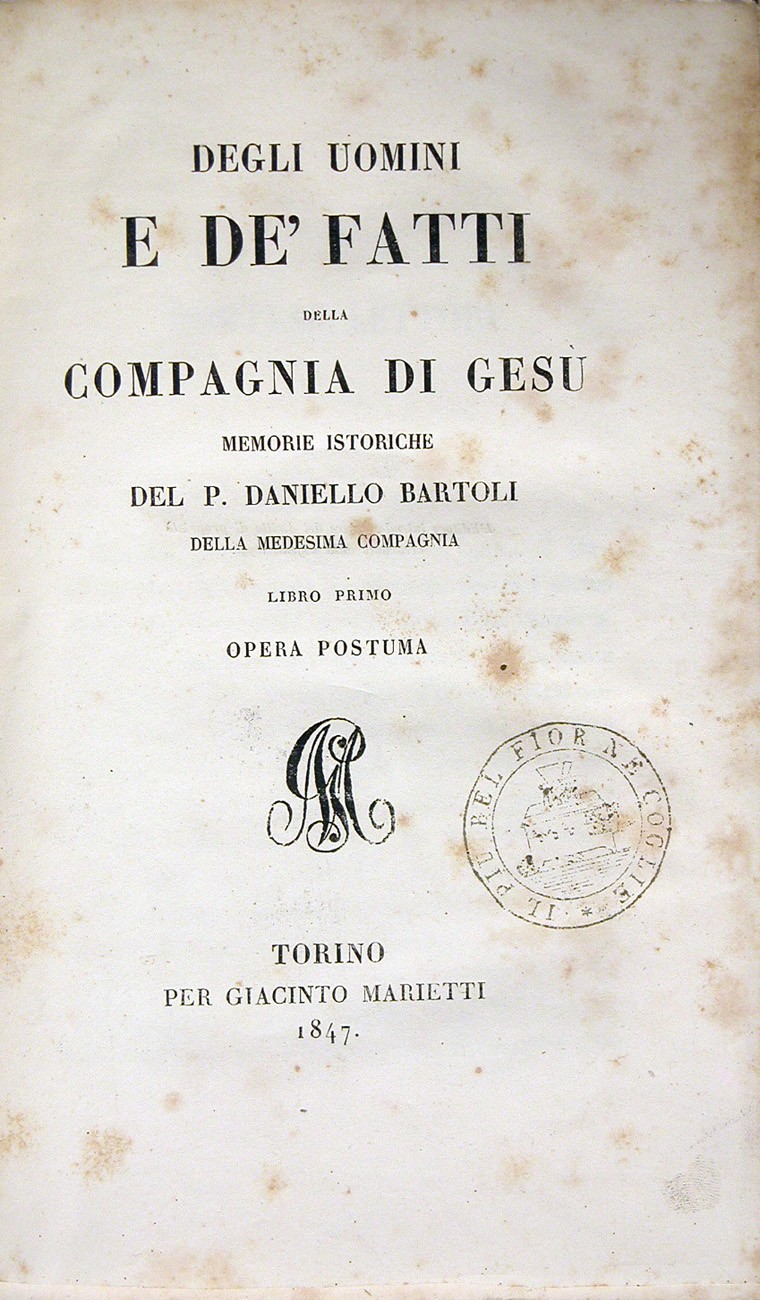 DEGLI UOMINI
E DE' FATTI
DELLA
COMPAGNIA DI GESÙ
MEMORIE ISTORICHE
DEL P. DANIELLO BARTOLI
DELLA MEDESIMA COMPAGNIA
LIBRO PRIMO
OPERA POSTUMA
IL PIU BEL FIOR NE COGLIE *
TORINO
PER GIACINTO MARIETTI
1847.